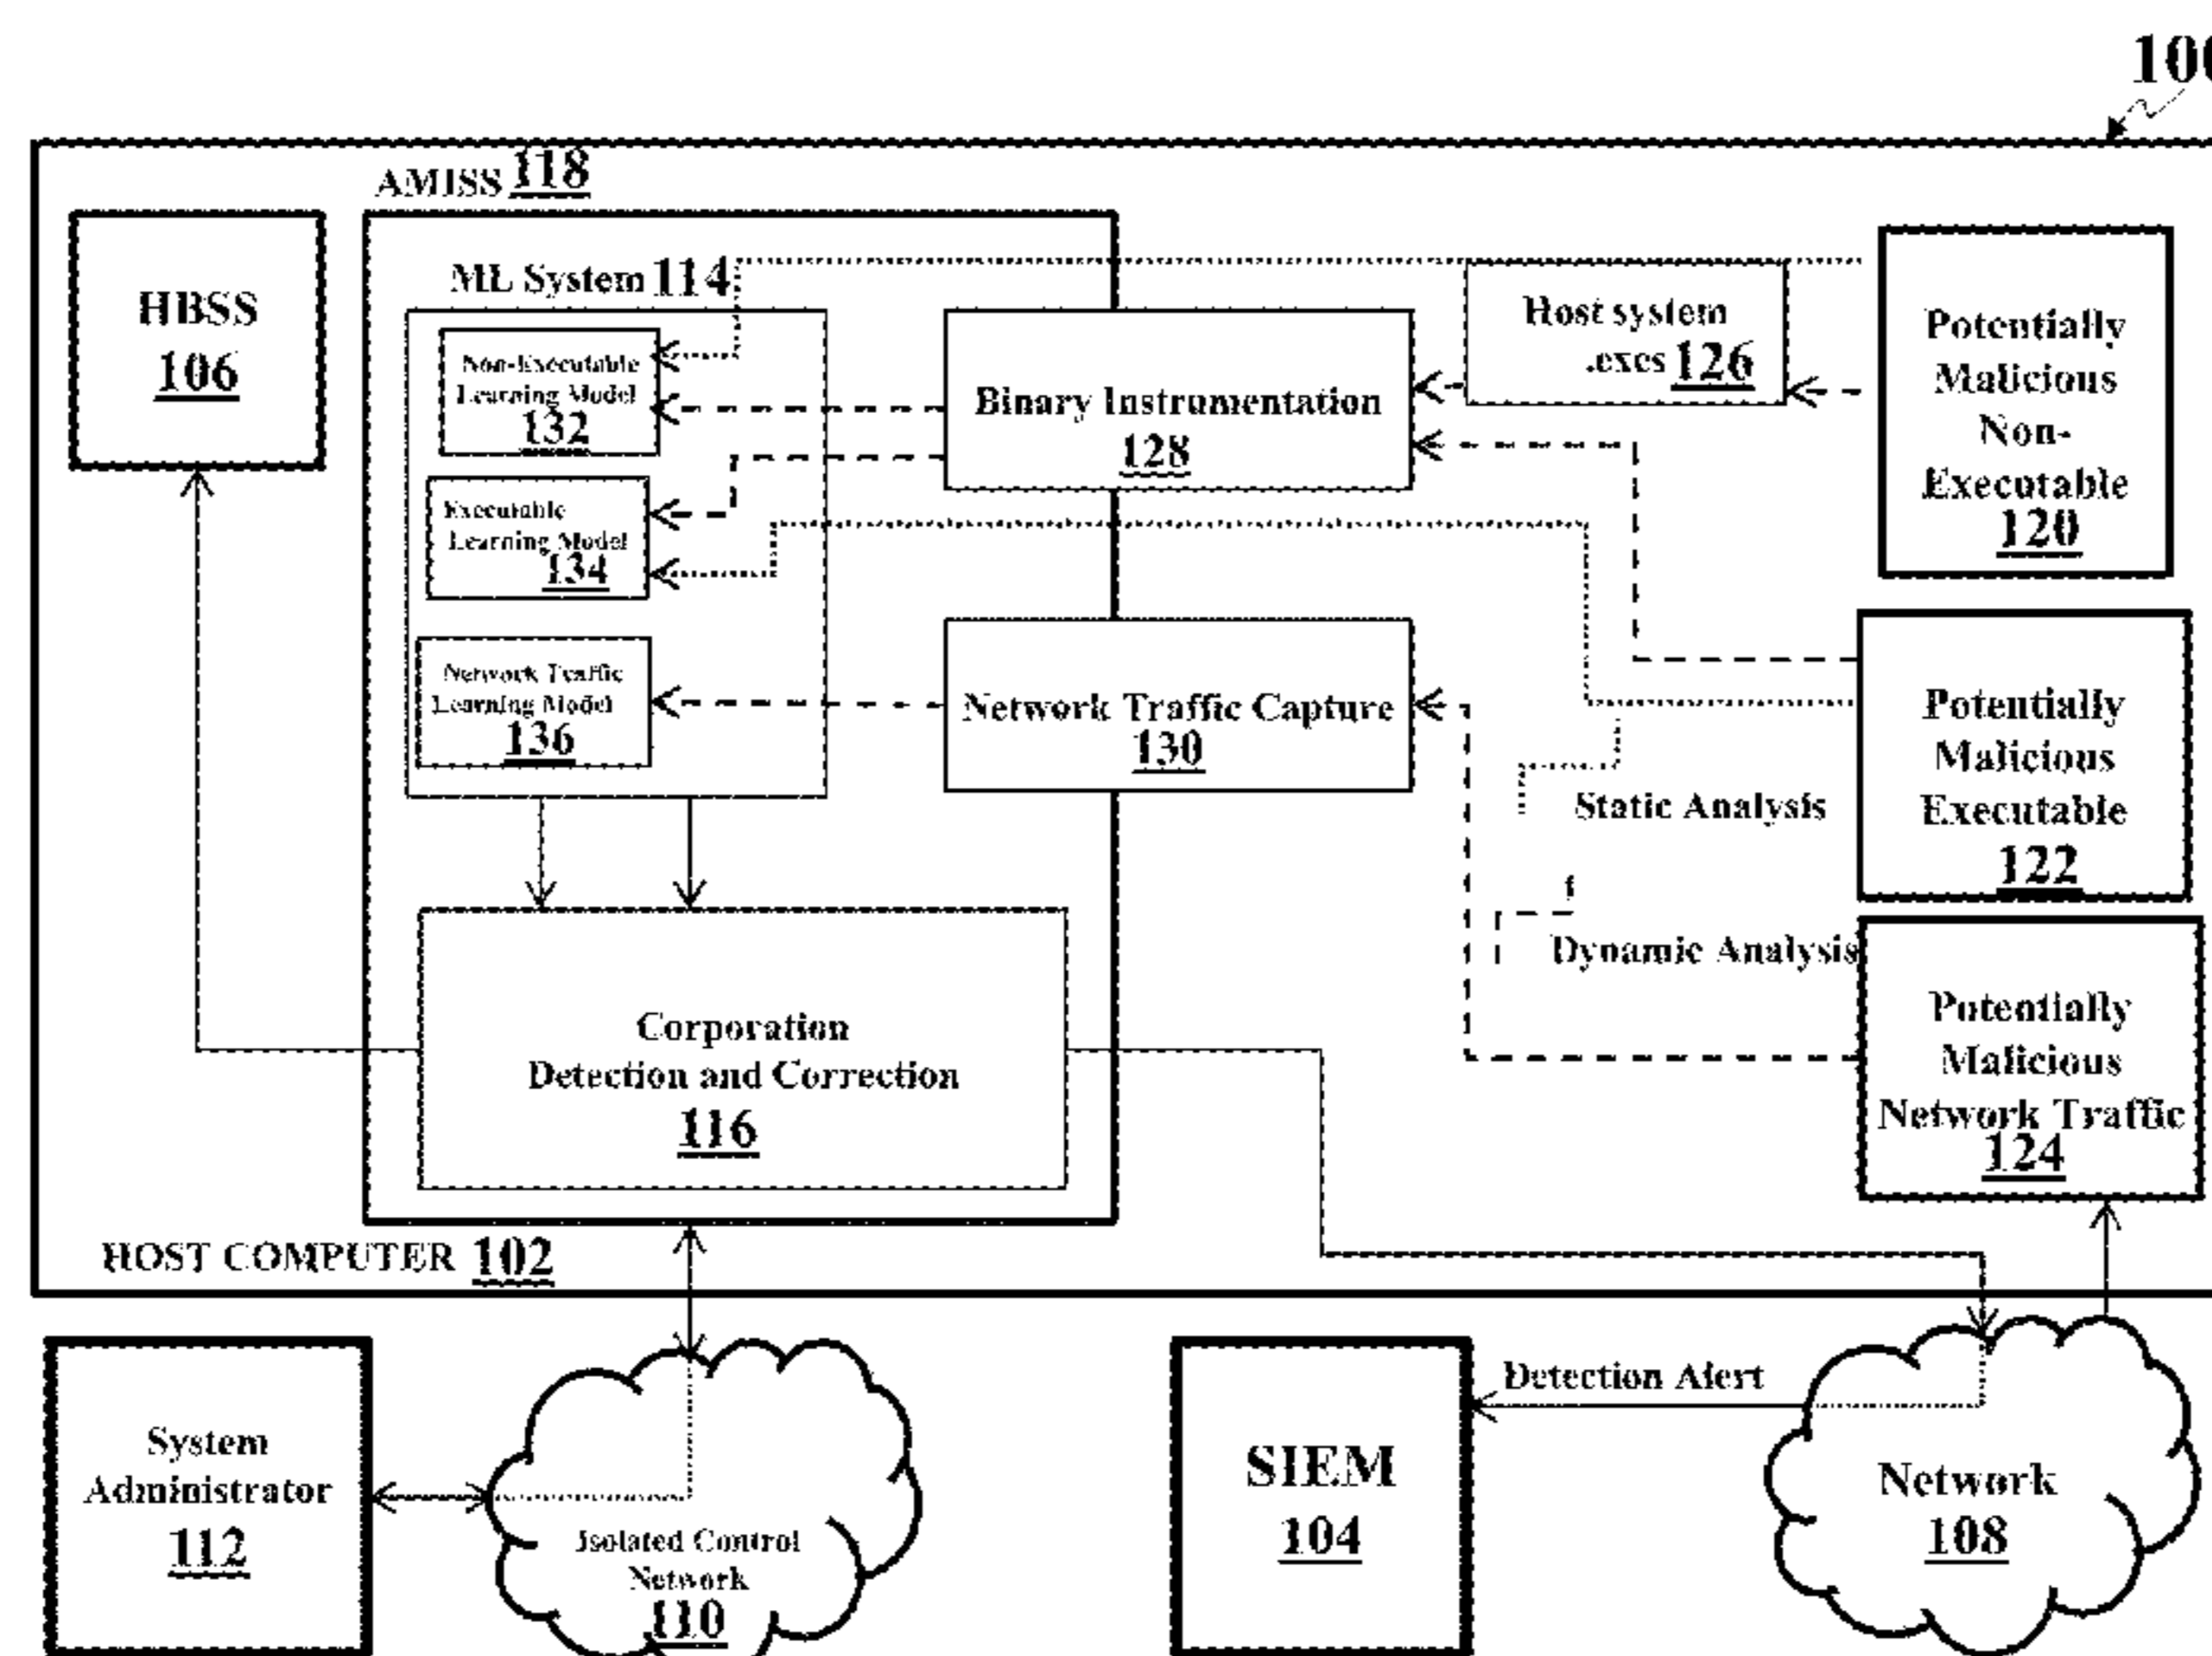 100
AMISS 118
HBSS
106
ML System 114
Non-Executable
Learning Model
132
Executable
Learning Model
134
Network Traffic
Learning Model
136
Binary Instrumentation
128
Network Traffic Capture
130
Host system
.exes 126
Potentially
Malicious
Non-
Executable
120
Potentially
Malicious
Executable
122
Static Analysis
Dynamic Analysis
Potentially
Malicious
Network Traffic
124
Corporation
Detection and Correction
116
HOST COMPUTER 102
System
Administrator
112
Isolated Control
Network
110
SIEM
104
Detection Alert
Network
108